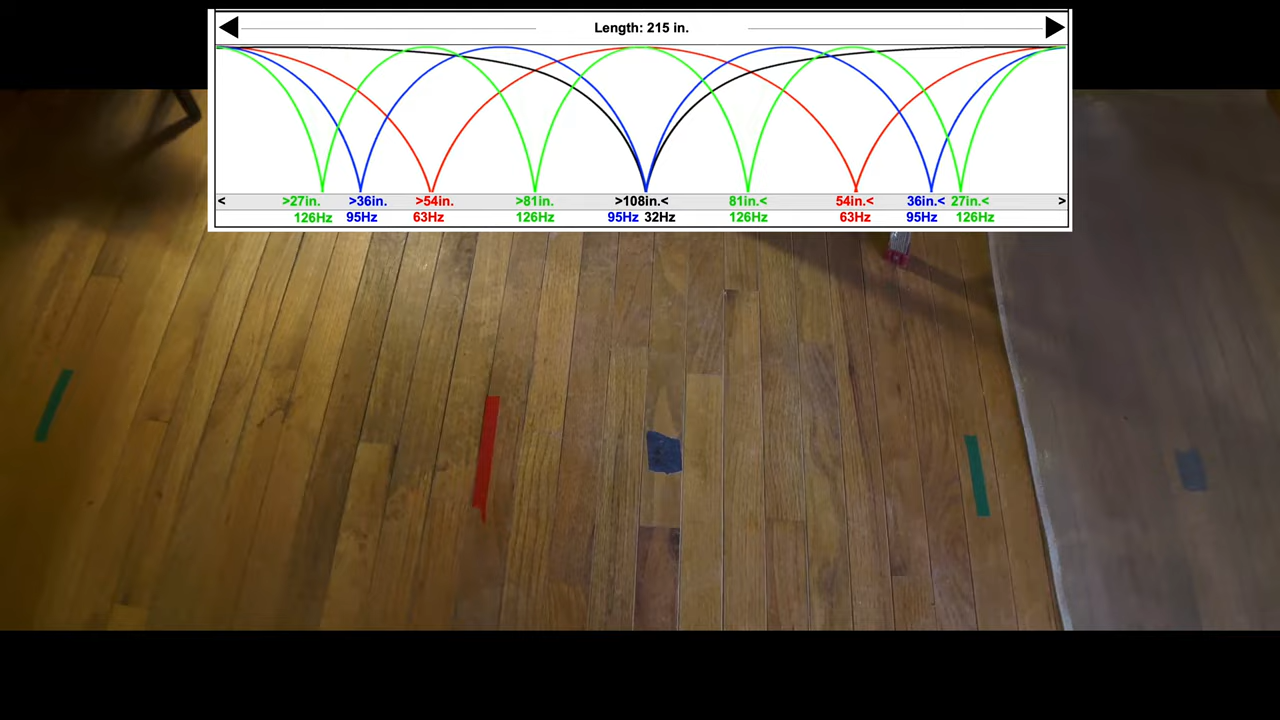 Length: 215 in.
< >27in. >36in. >54in. >81in. >108in.< 81in.< 54in.< 36in.< 27in.< >
126Hz 95Hz 63Hz 126Hz 95Hz 32Hz 126Hz 63Hz 95Hz 126Hz